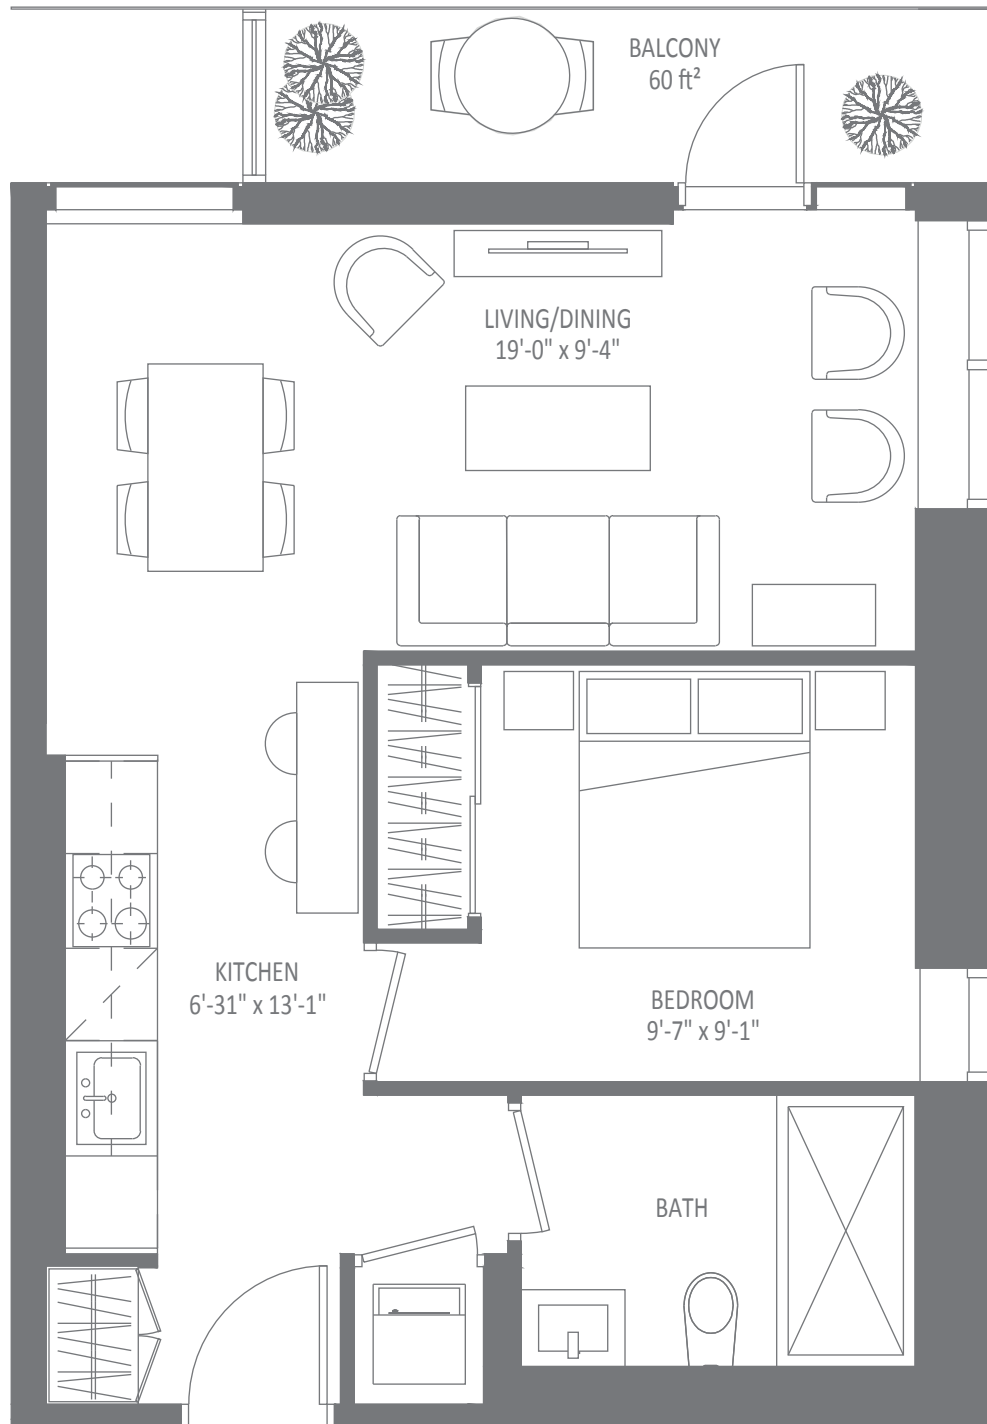 BALCONY
60 ft²
LIVING/DINING
19'-0" x 9'-4"
KITCHEN
6'-31" x 13'-1"
BEDROOM
9'-7" x 9'-1"
BATH